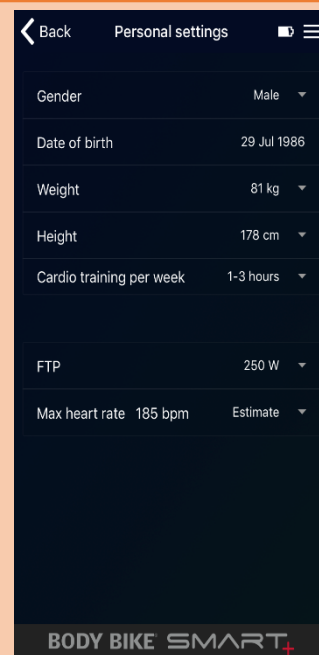 Back Personal settings
Gender Male
Date of birth 29 Jul 1986
Weight 81 kg
Height 178 cm
Cardio training per week 1-3 hours
FTP 250 W
Max heart rate 185 bpm Estimate
BODY BIKE SMART+